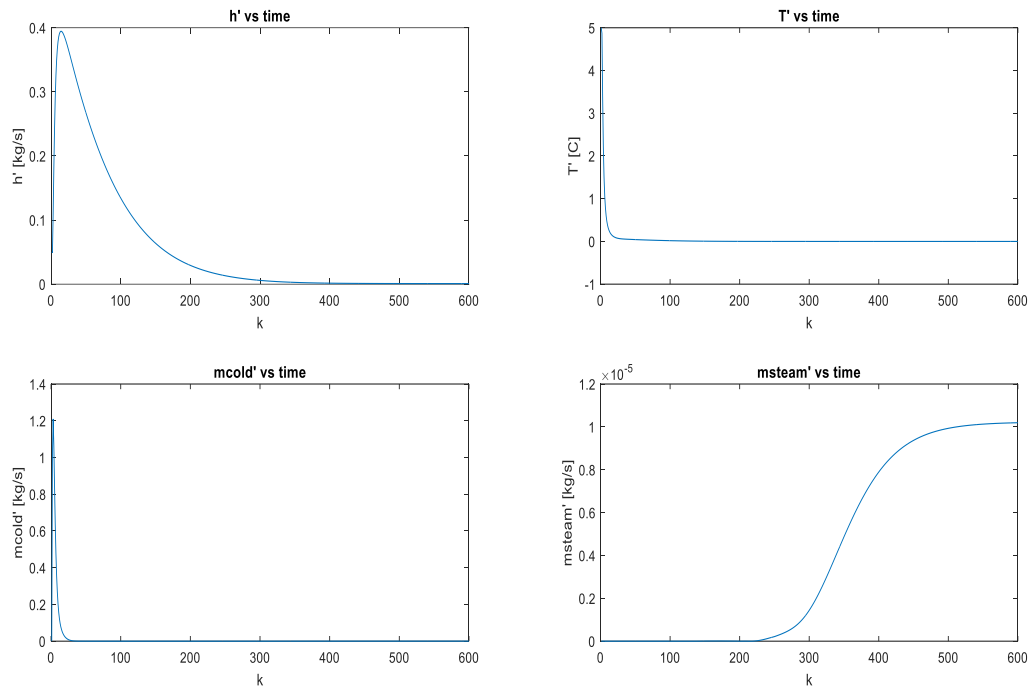 h' vs time
h' [kg/s]
0.4
0.3
0.2
0.1
0
0 100 200 300 400 500 600
k
T' vs time
T' [C]
5
4
3
2
1
0
-1
0 100 200 300 400 500 600
k
mcold' vs time
mcold' [kg/s]
1.4
1.2
1
0.8
0.6
0.4
0.2
0
0 100 200 300 400 500 600
k
msteam' vs time
×10-5
msteam' [kg/s]
1.2
1
0.8
0.6
0.4
0.2
0
0 100 200 300 400 500 600
k